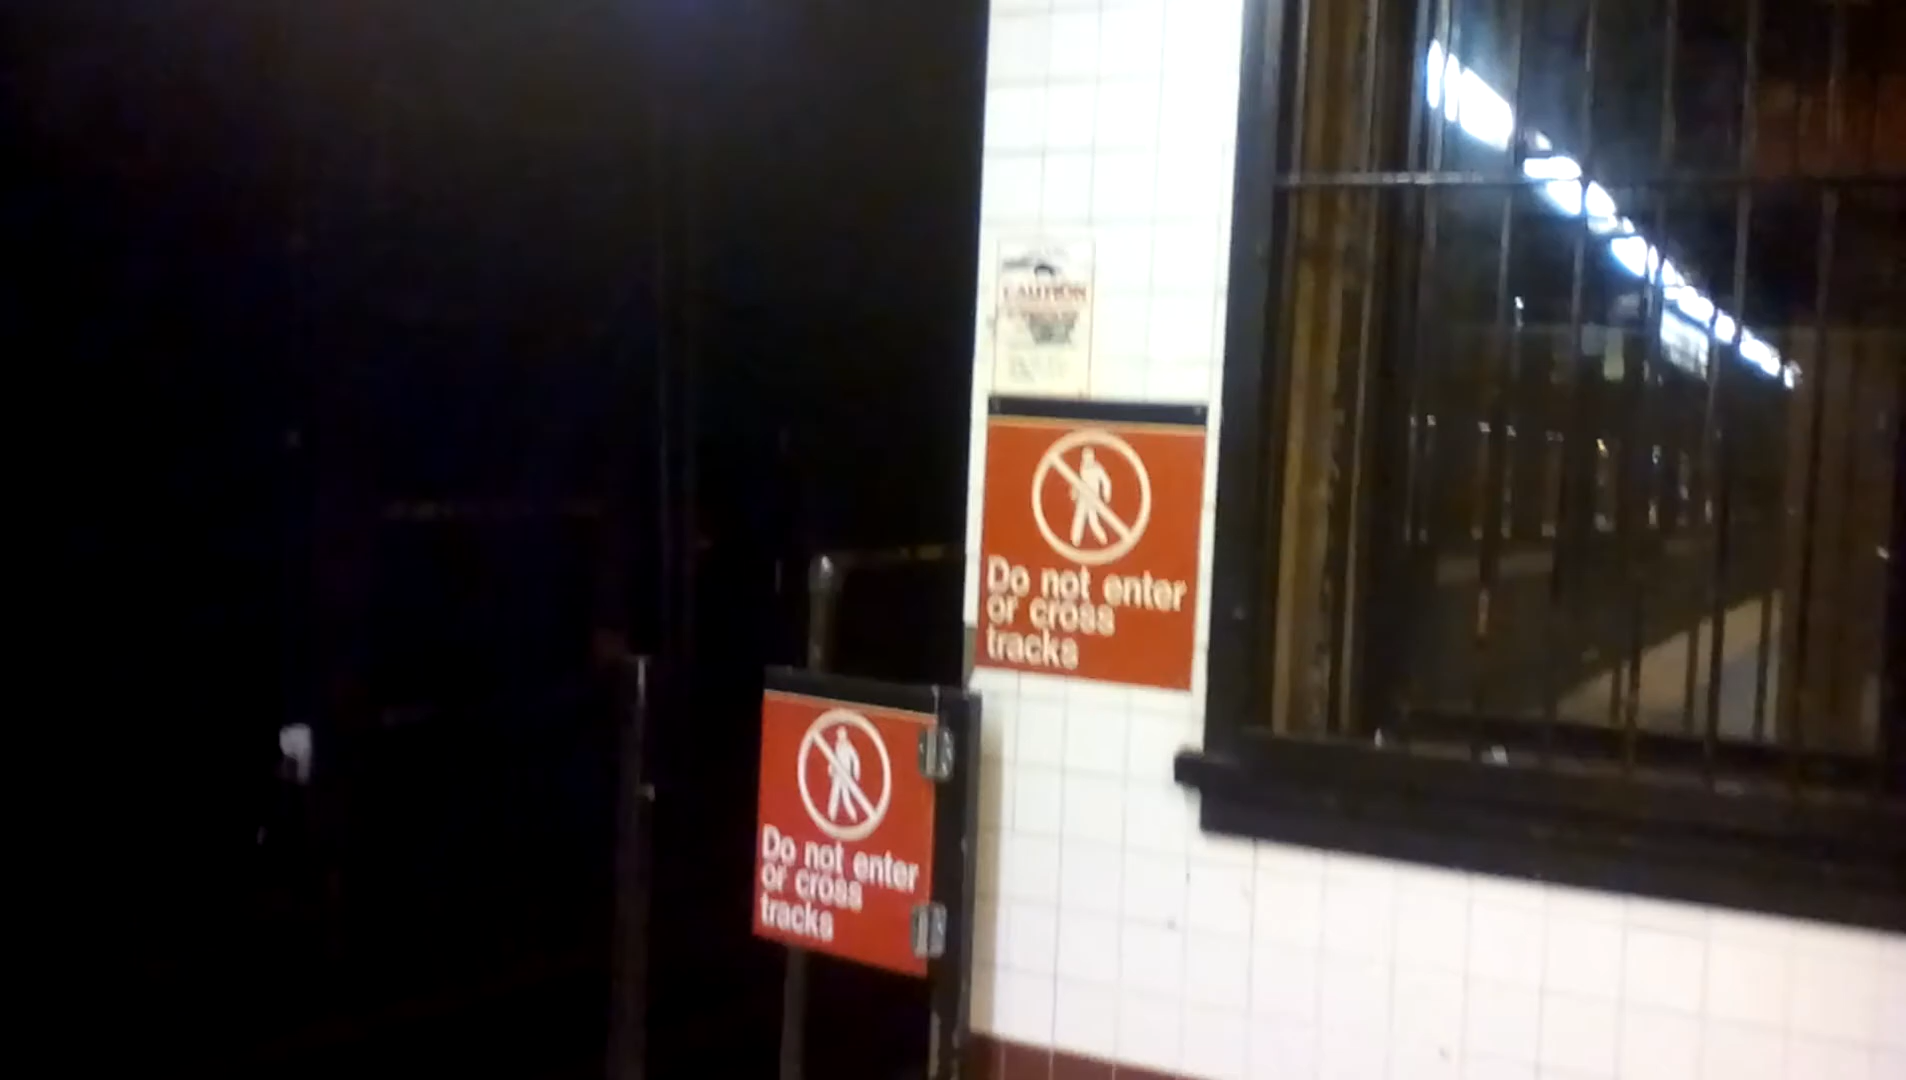 CAUTION
Do not enter
or cross
tracks
Do not enter
or cross
tracks